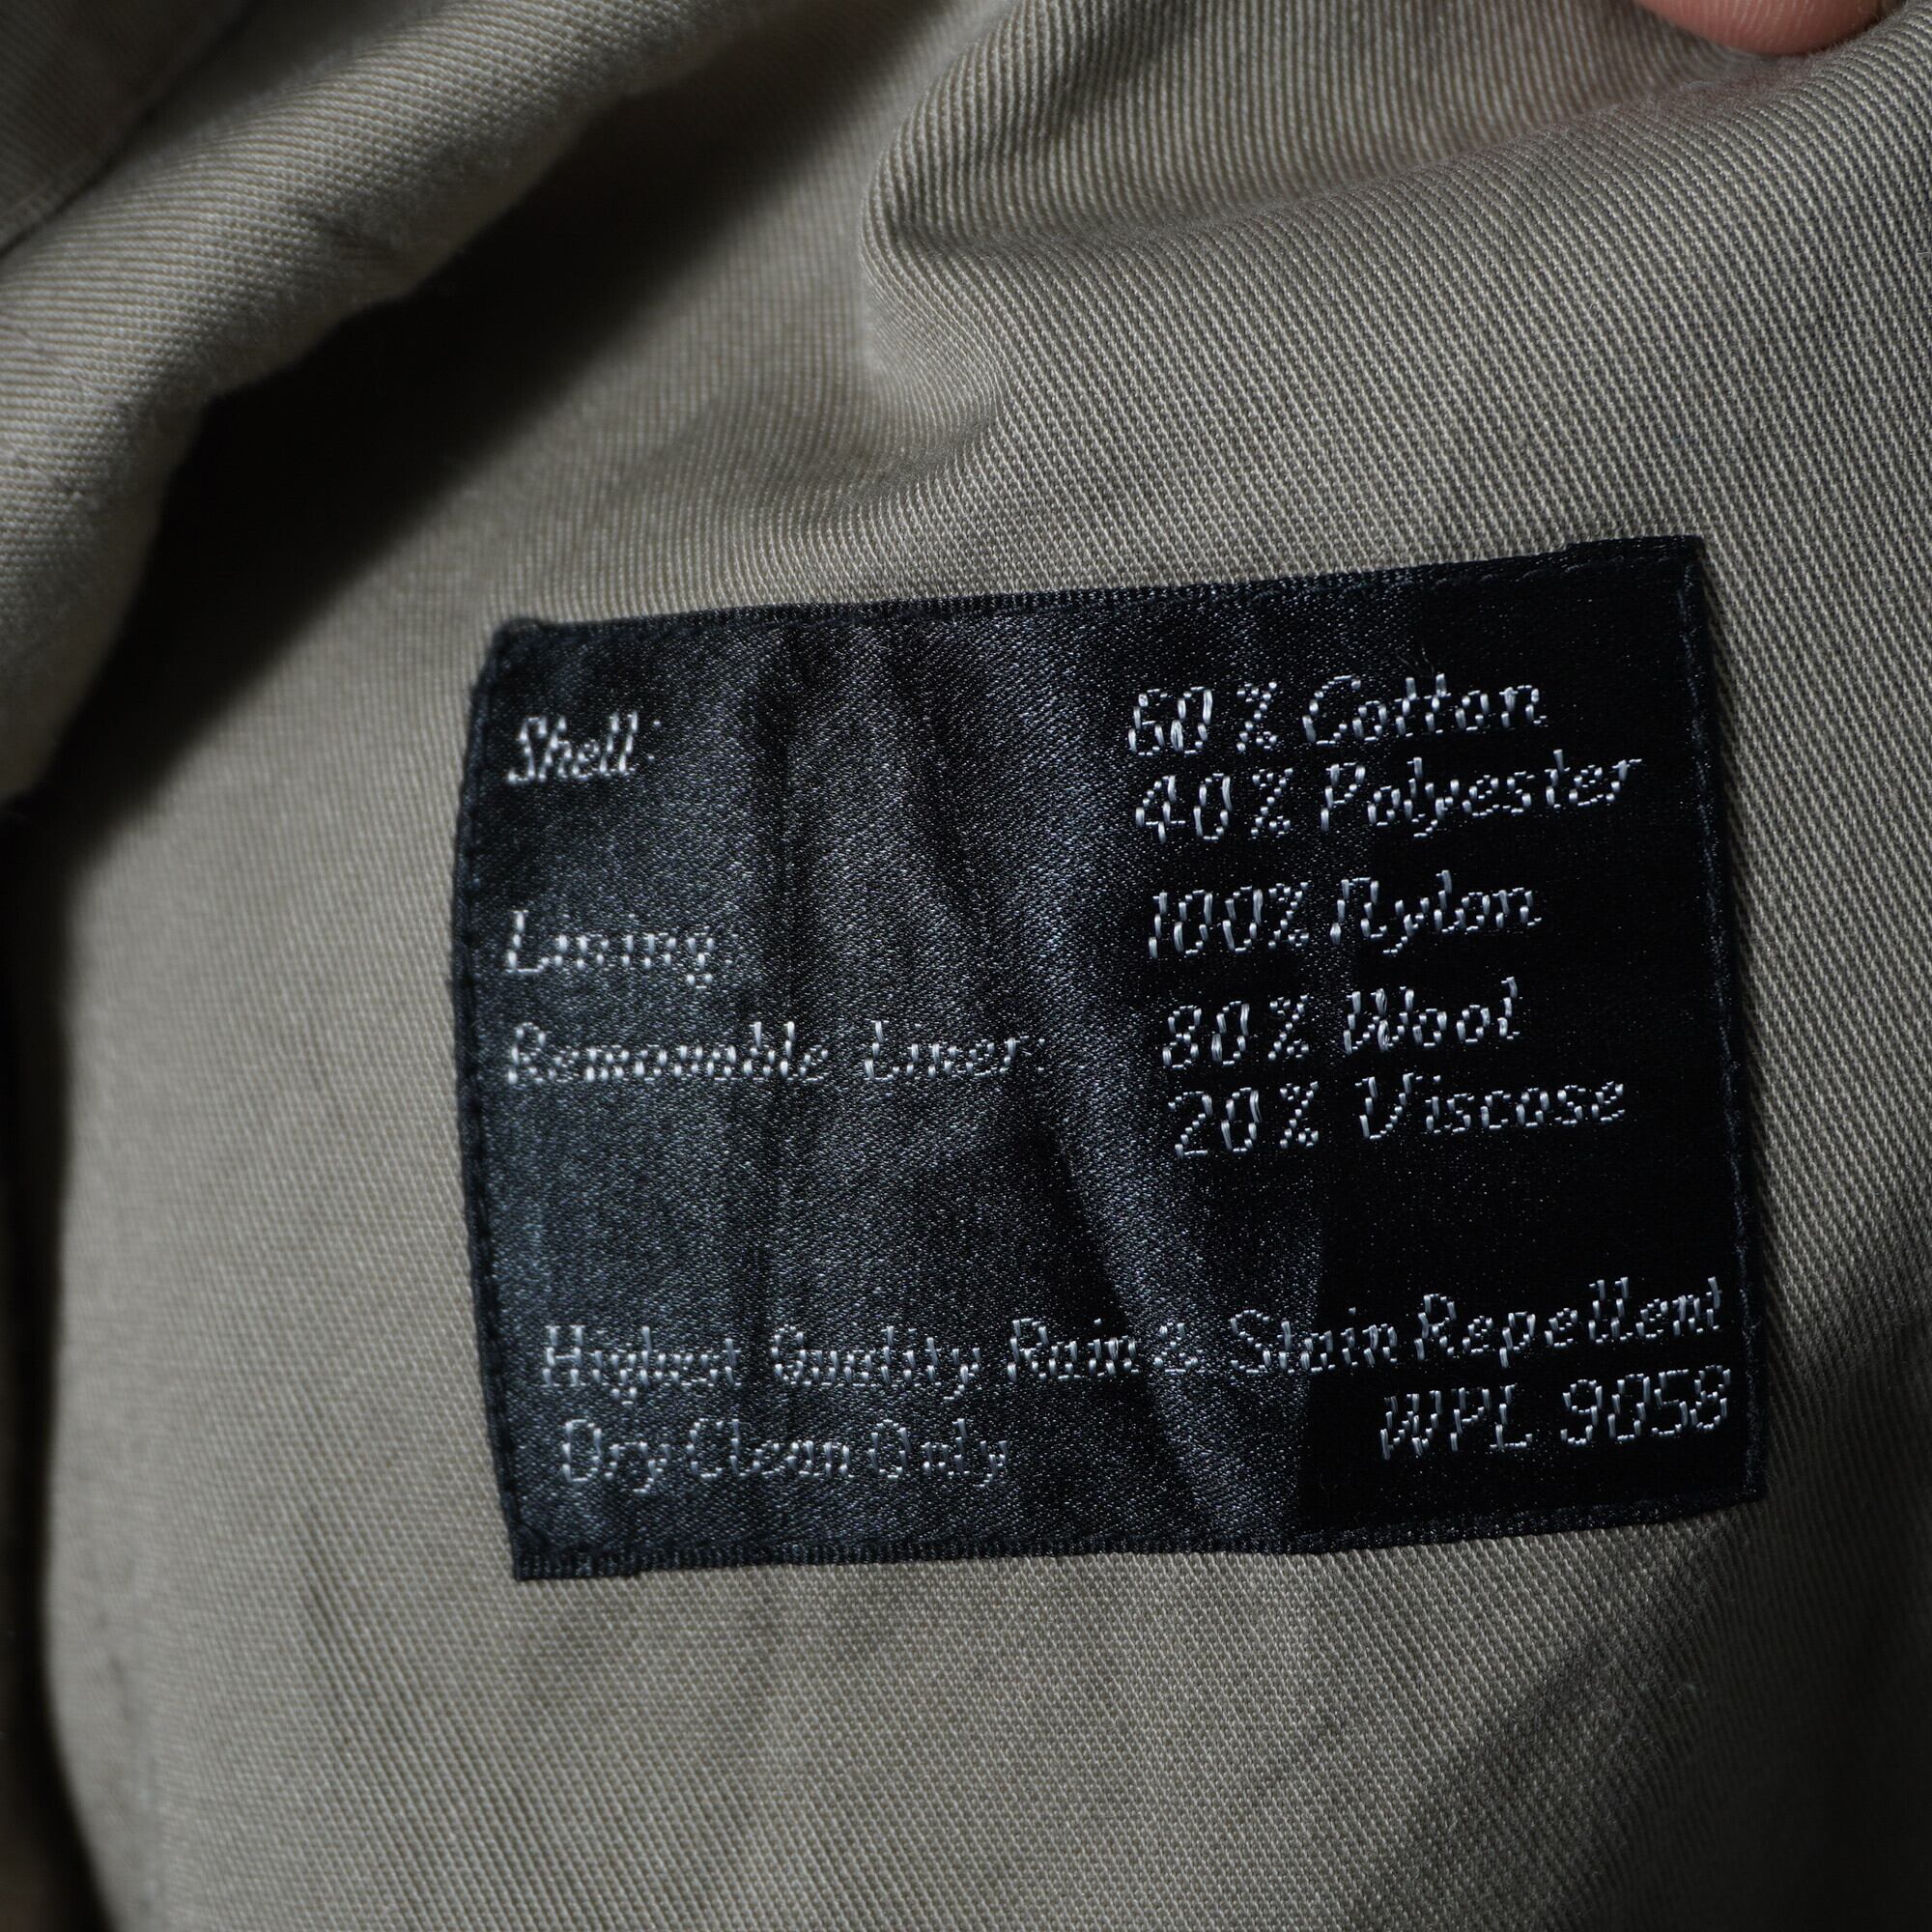 Shell: 60% Cotton
40% Polyester
Lining 100% Nylon
Removable Liner: 80% Wool
20% Viscose
Highest Quality Rain & Stain Repellent
Dry Clean Only WPL 9058